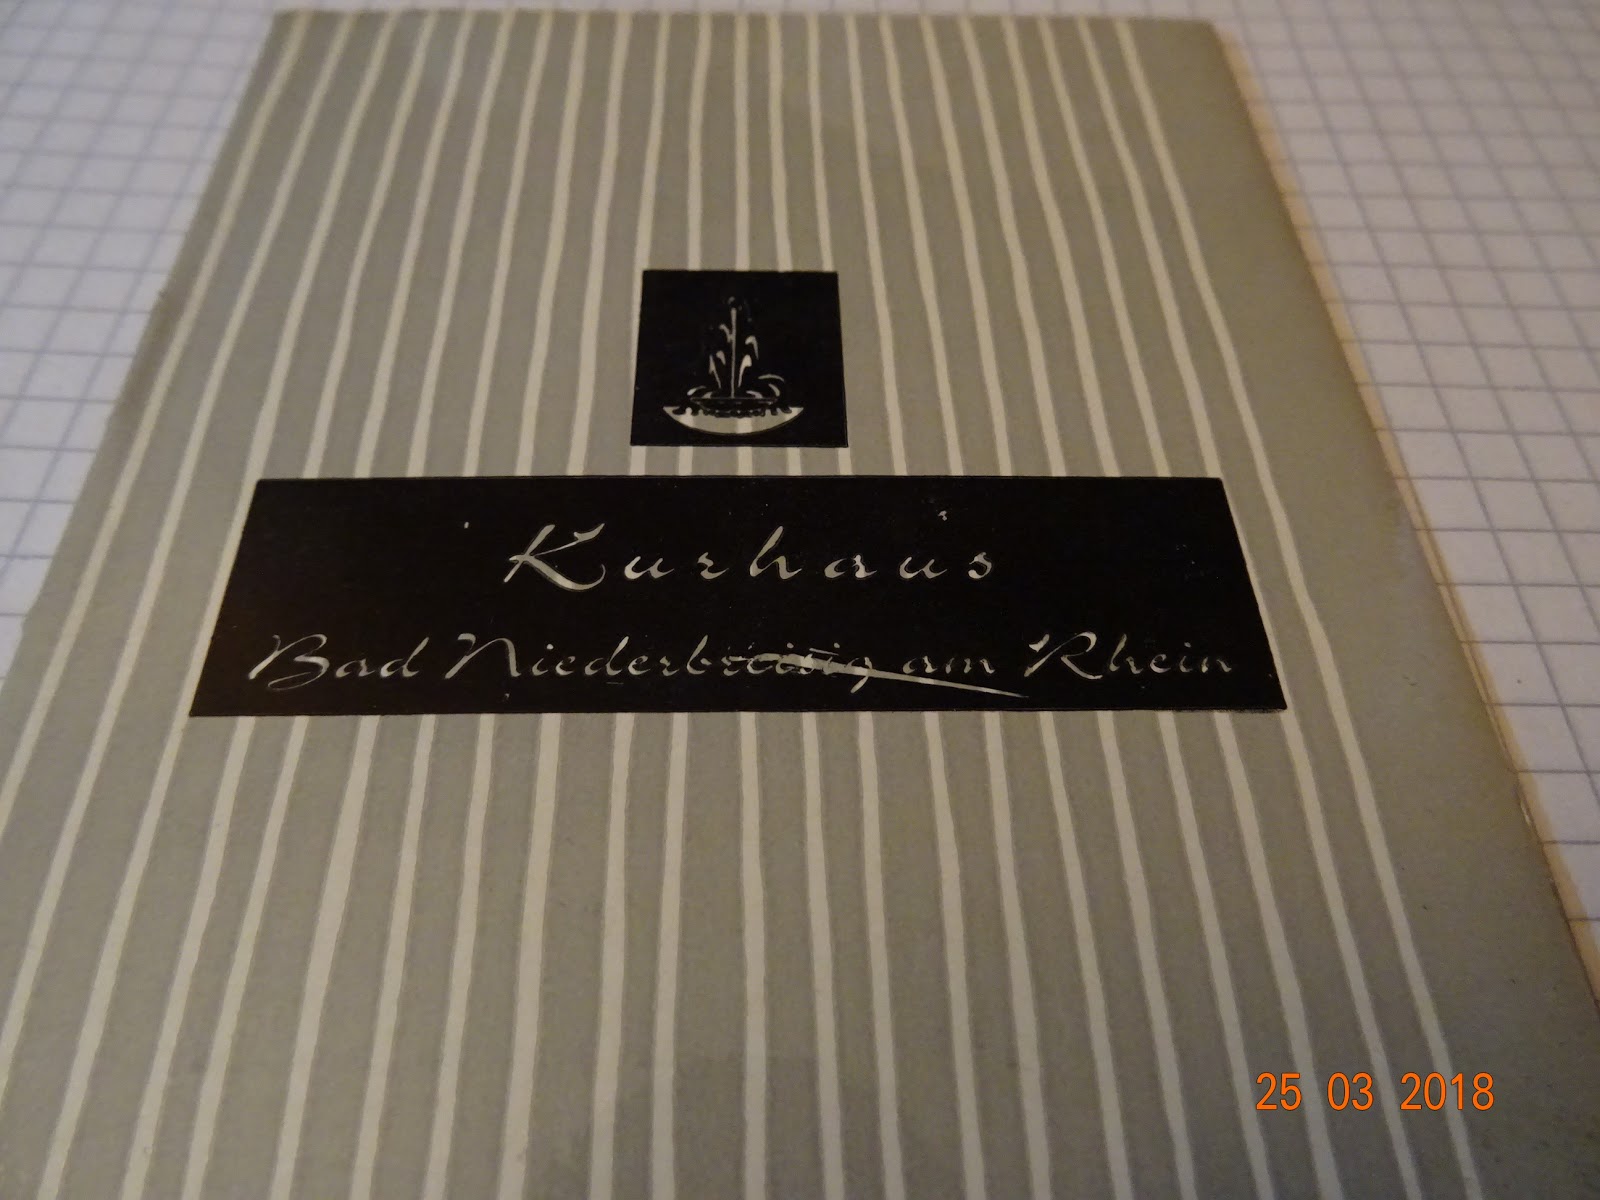 Kurhaus
Bad Niederbreisig am Rhein
25 03 2018